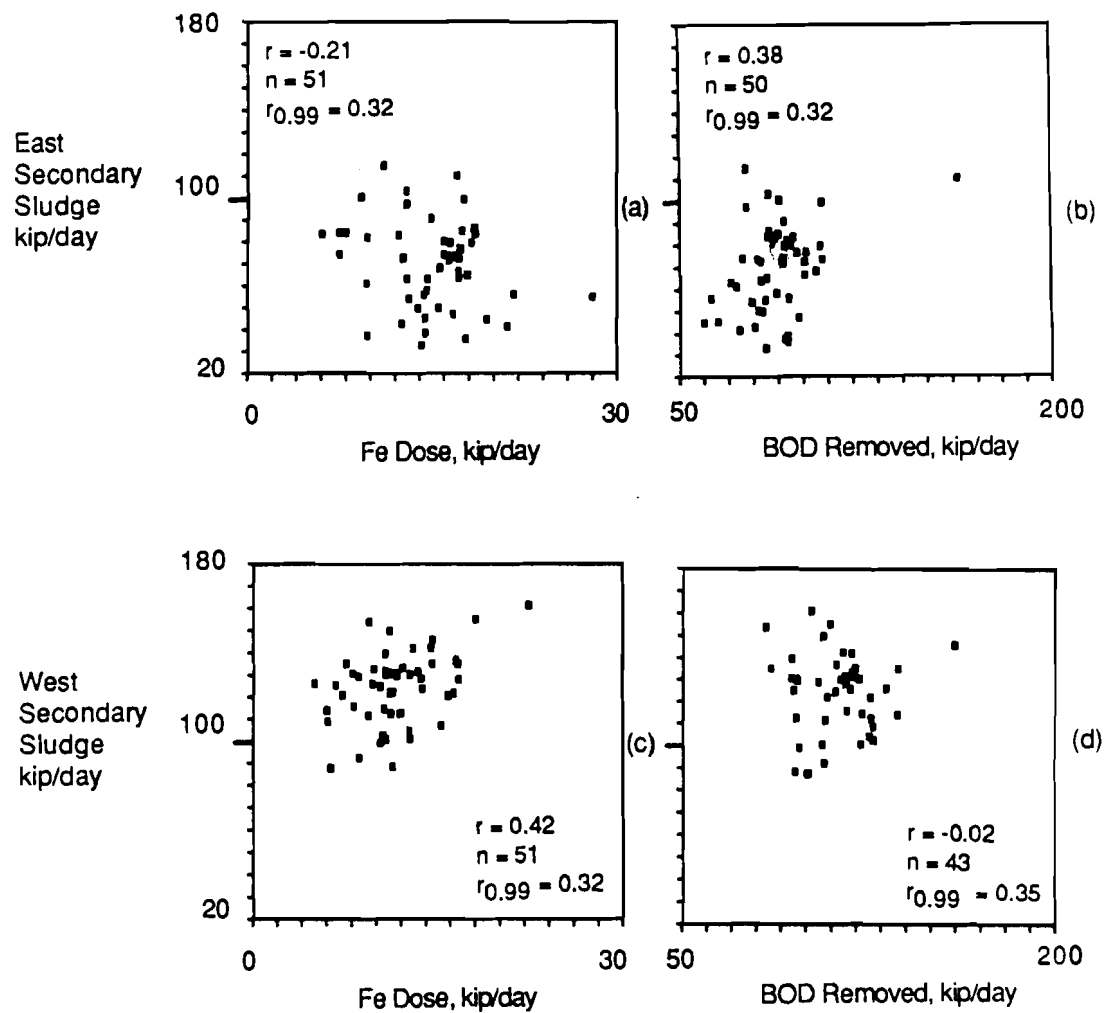 180
r = -0.21
n = 51
r0.99 = 0.32
East
Secondary
Sludge
kip/day
100
20
0
30
Fe Dose, kip/day
(a)
r = 0.38
n = 50
r0.99 = 0.32
50
200
BOD Removed, kip/day
(b)
180
West
Secondary
Sludge
kip/day
100
20
r = 0.42
n = 51
r0.99 = 0.32
0
30
Fe Dose, kip/day
(c)
r = -0.02
n = 43
r0.99 = 0.35
50
200
BOD Removed, kip/day
(d)